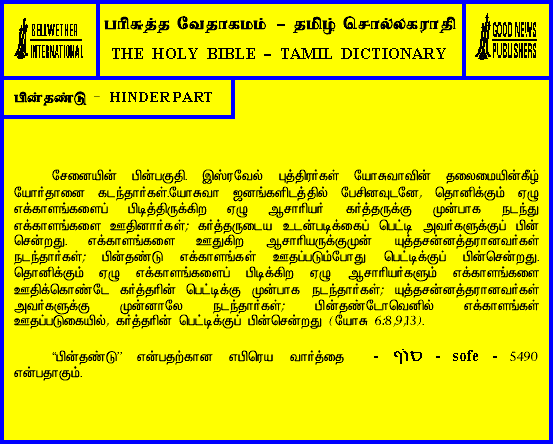 BELLWETHER
INTERNATIONAL
பரிசுத்த வேதாகமம் – தமிழ் சொல்லகராதி
THE HOLY BIBLE – TAMIL DICTIONARY
GOOD NEWS
PUBLISHERS
பின்தண்டு – HINDER PART
சேனையின் பின்பகுதி. இஸ்ரவேல் புத்திரர்கள் யோசுவாவின் தலைமையின்கீழ்
யோர்தானை கடந்தார்கள்.யோசுவா ஜனங்களிடத்தில் பேசினவுடனே, தொனிக்கும் ஏழு
எக்காளங்களைப் பிடித்திருக்கிற ஏழு ஆசாரியர் கர்த்தருக்கு முன்பாக நடந்து
எக்காளங்களை ஊதினார்கள்; கர்த்தருடைய உடன்படிக்கைப் பெட்டி அவர்களுக்குப் பின்
சென்றது. எக்காளங்களை ஊதுகிற ஆசாரியருக்குமுன் யுத்தசன்னத்தரானவர்கள்
நடந்தார்கள்; பின்தண்டு எக்காளங்கள் ஊதப்படும்போது பெட்டிக்குப் பின்சென்றது.
தொனிக்கும் ஏழு எக்காளங்களைப் பிடிக்கிற ஏழு ஆசாரியர்களும் எக்காளங்களை
ஊதிக்கொண்டே கர்த்தரின் பெட்டிக்கு முன்பாக நடந்தார்கள்; யுத்தசன்னத்தரானவர்கள்
அவர்களுக்கு முன்னாலே நடந்தார்கள்; பின்தண்டோவெனில் எக்காளங்கள்
ஊதப்படுகையில், கர்த்தரின் பெட்டிக்குப் பின்சென்றது (யோசு 6:8,9,13).
“பின்தண்டு” என்பதற்கான எபிரெய வார்த்தை - סוֹף - sofe - 5490
என்பதாகும்.